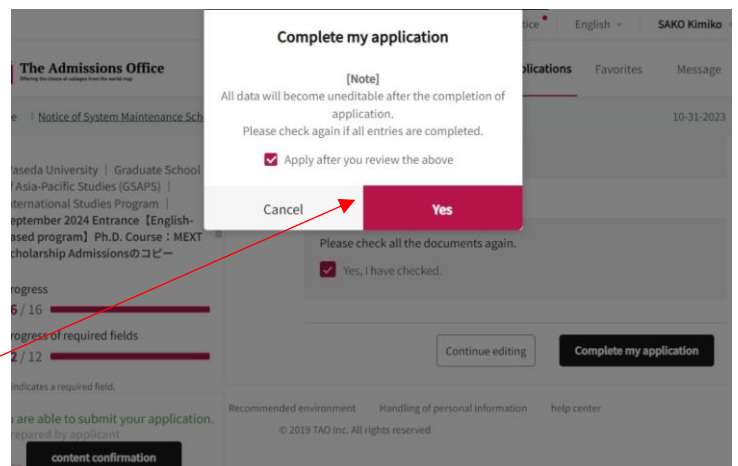 Complete my application
[Note]
All data will become uneditable after the completion of
application.
Please check again if all entries are completed.
Apply after you review the above
Cancel
Yes
English
SAKO Kimiko
The Admissions Office
Favorites
Message
Notice of System Maintenance Sch
10-31-2023
aseda University | Graduate School
Asia-Pacific Studies (GSAPS) |
ternational Studies Program |
eptember 2024 Entrance【English-
ased program】Ph.D. Course：MEXT
cholarship Admissionsのコピー
rogress
6 / 16
rogress of required fields
2 / 12
indicates a required field.
are able to submit your application.
repared by applicant
content confirmation
Please check all the documents again.
Yes, I have checked.
Continue editing
Complete my application
Recommended environment
Handling of personal information
help center
© 2019 TAO Inc. All rights reserved